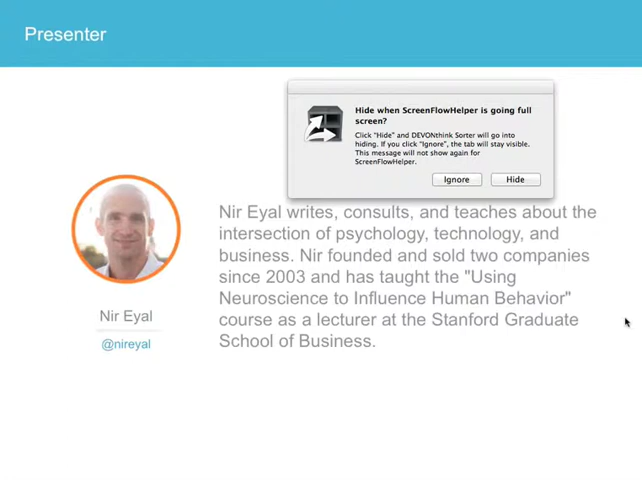 Presenter
Hide when ScreenFlowHelper is going full
screen?
Click "Hide" and DEVONthink Sorter will go into
hiding. If you click "Ignore", the tab will stay visible.
This message will not show again for
ScreenFlowHelper.
Ignore
Hide
Nir Eyal writes, consults, and teaches about the
intersection of psychology, technology, and
business. Nir founded and sold two companies
since 2003 and has taught the "Using
Neuroscience to Influence Human Behavior"
course as a lecturer at the Stanford Graduate
School of Business.
Nir Eyal
@nireyal